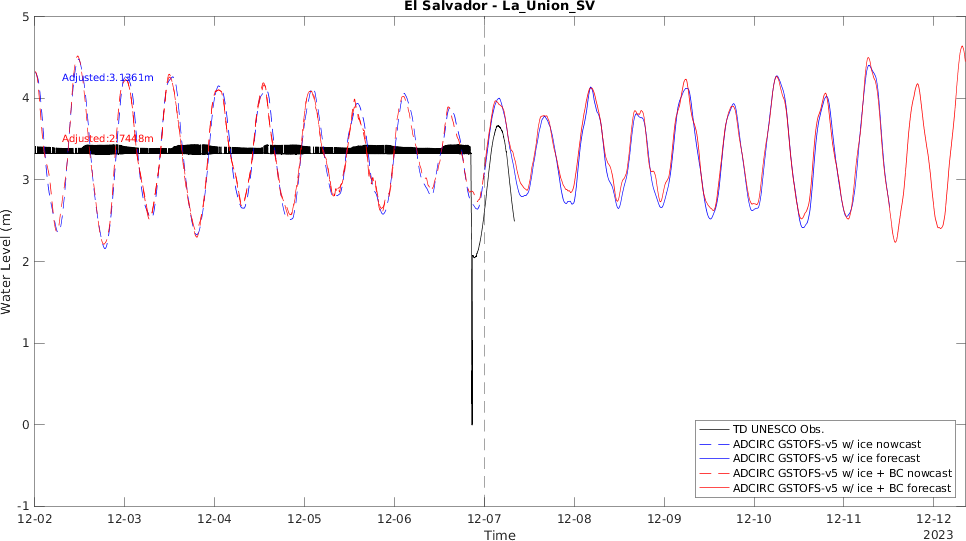 El Salvador - La_Union_SV
5
4
3
2
1
0
-1
Water Level (m)
Adjusted:3.1361m
Adjusted:2.7448m
TD UNESCO Obs.
ADCIRC GSTOFS-v5 w/ ice nowcast
ADCIRC GSTOFS-v5 w/ ice forecast
ADCIRC GSTOFS-v5 w/ ice + BC nowcast
ADCIRC GSTOFS-v5 w/ ice + BC forecast
12-02 12-03 12-04 12-05 12-06 12-07 12-08 12-09 12-10 12-11 12-12
Time
2023